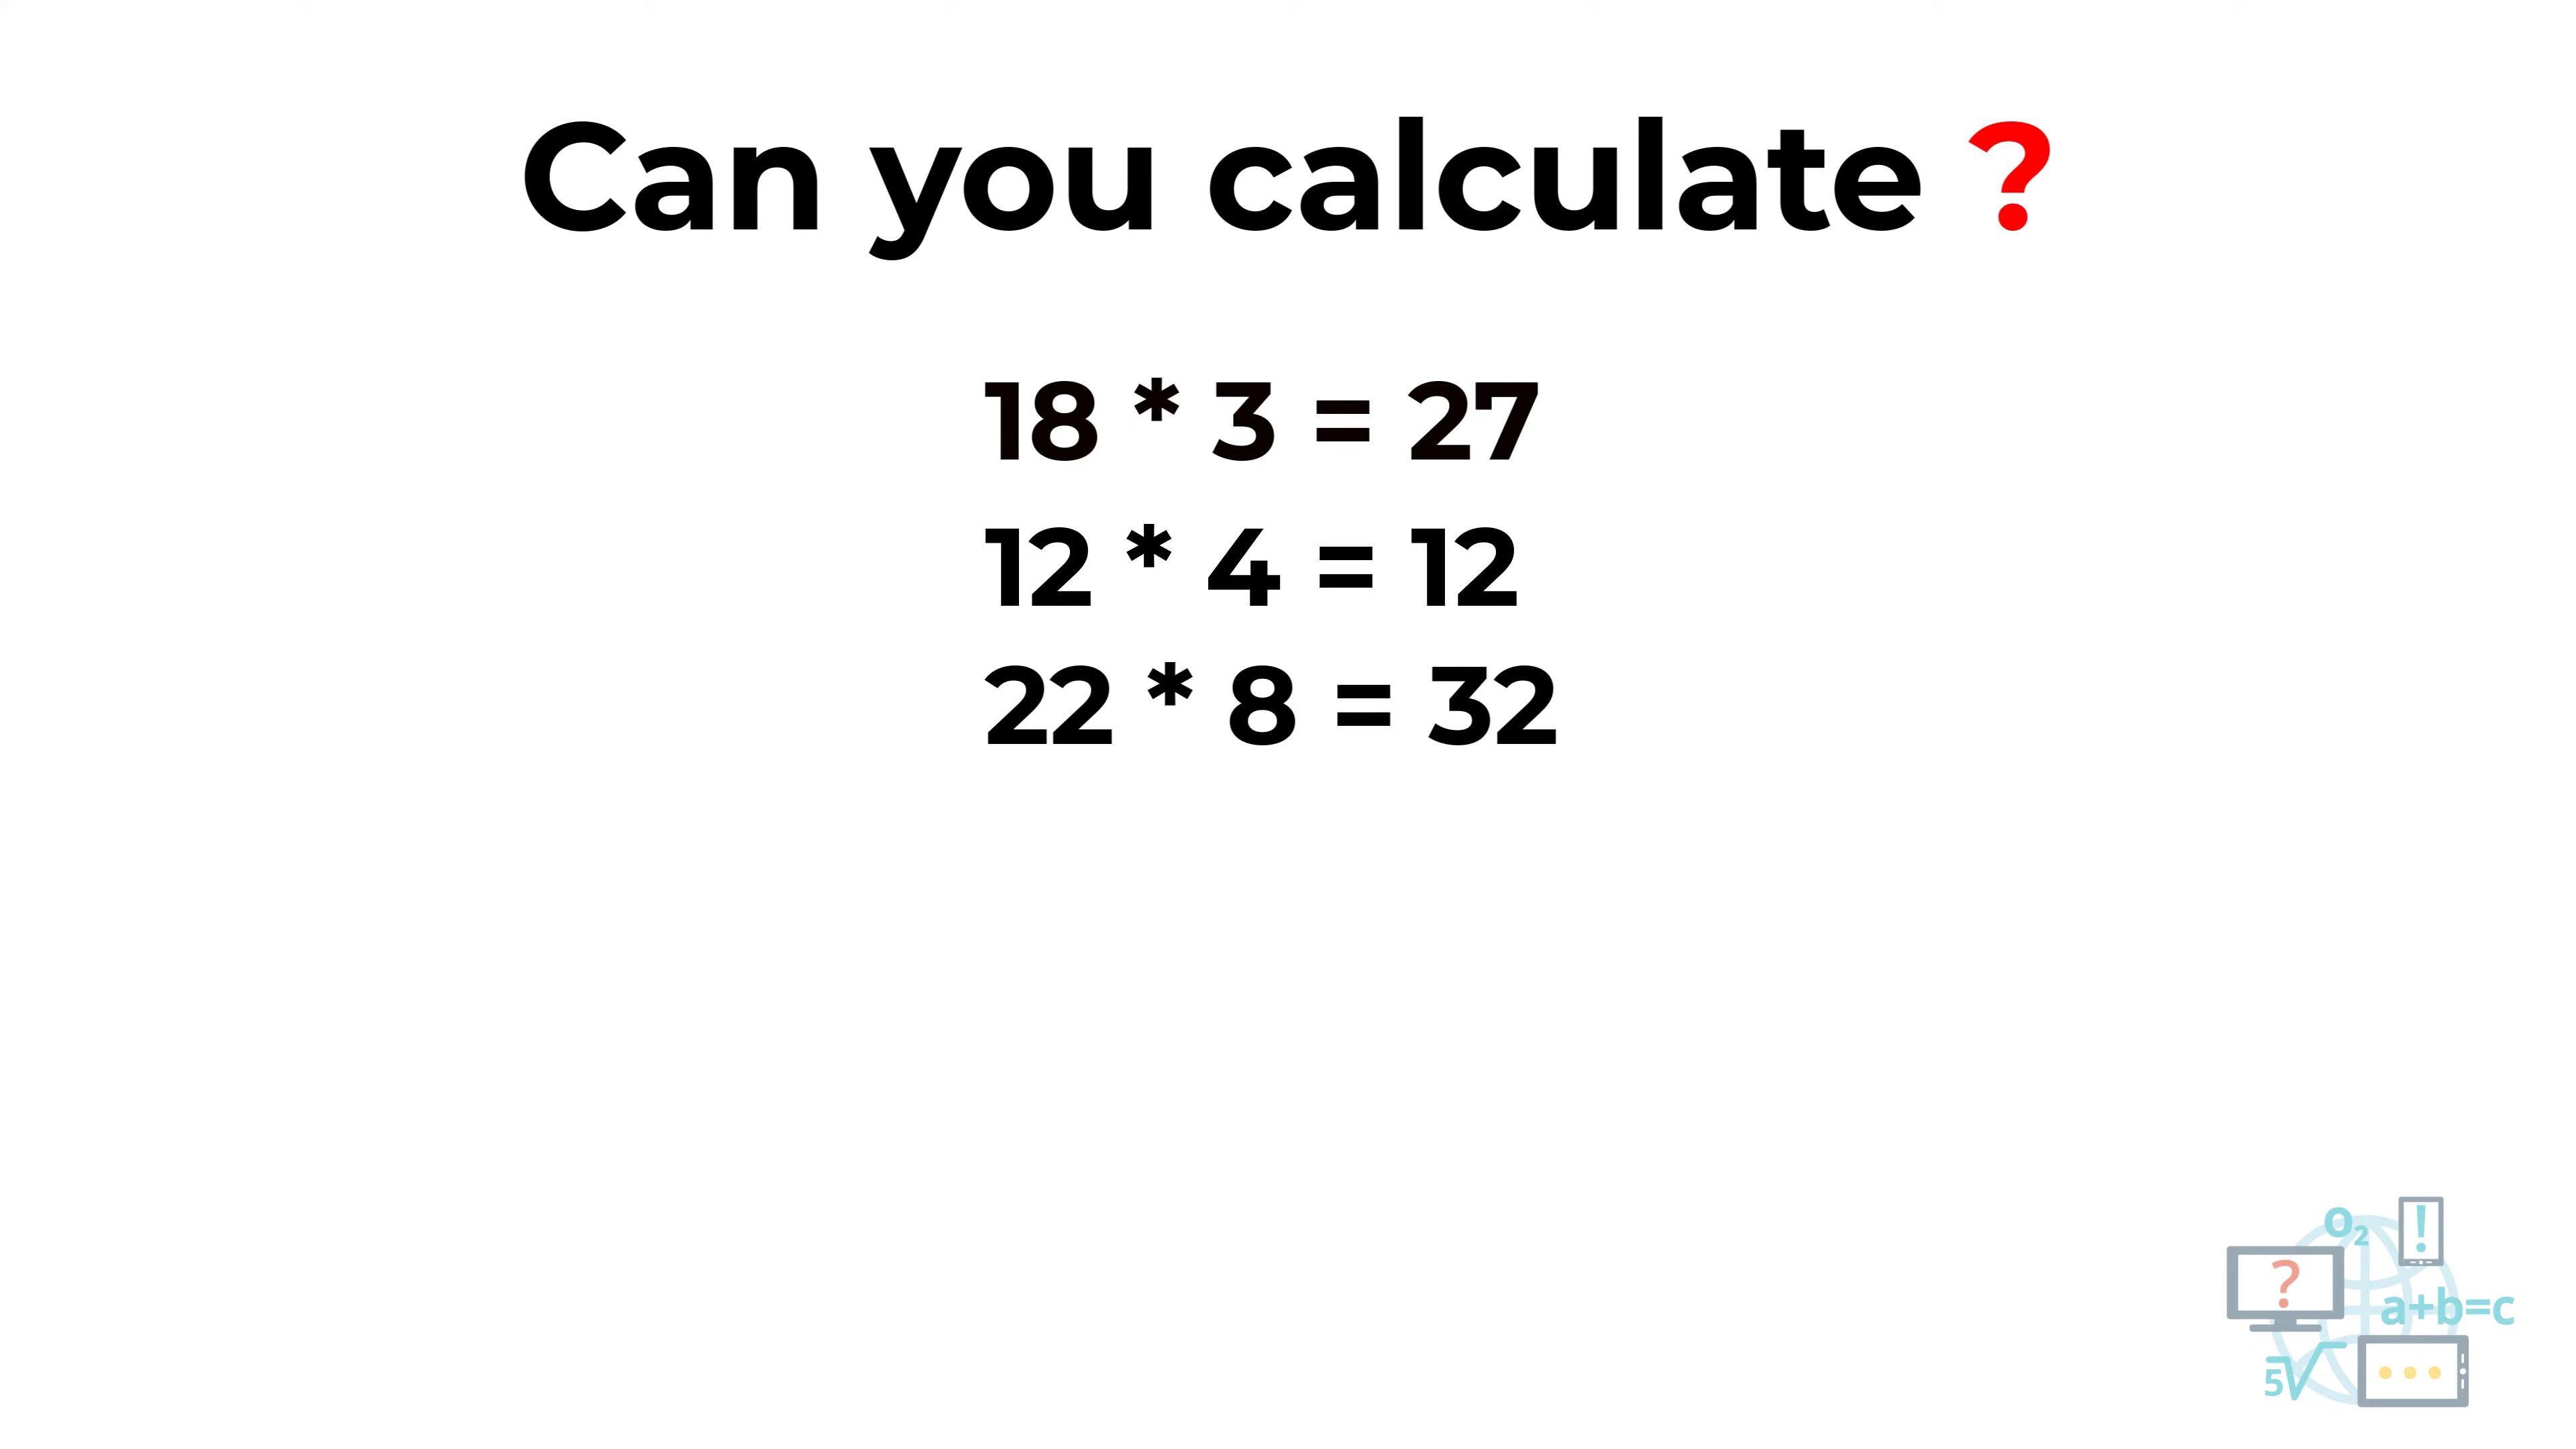 Can you calculate ?
18 * 3 = 27
12 * 4 = 12
22 * 8 = 32
O₂
!
?
a+b=c
5√